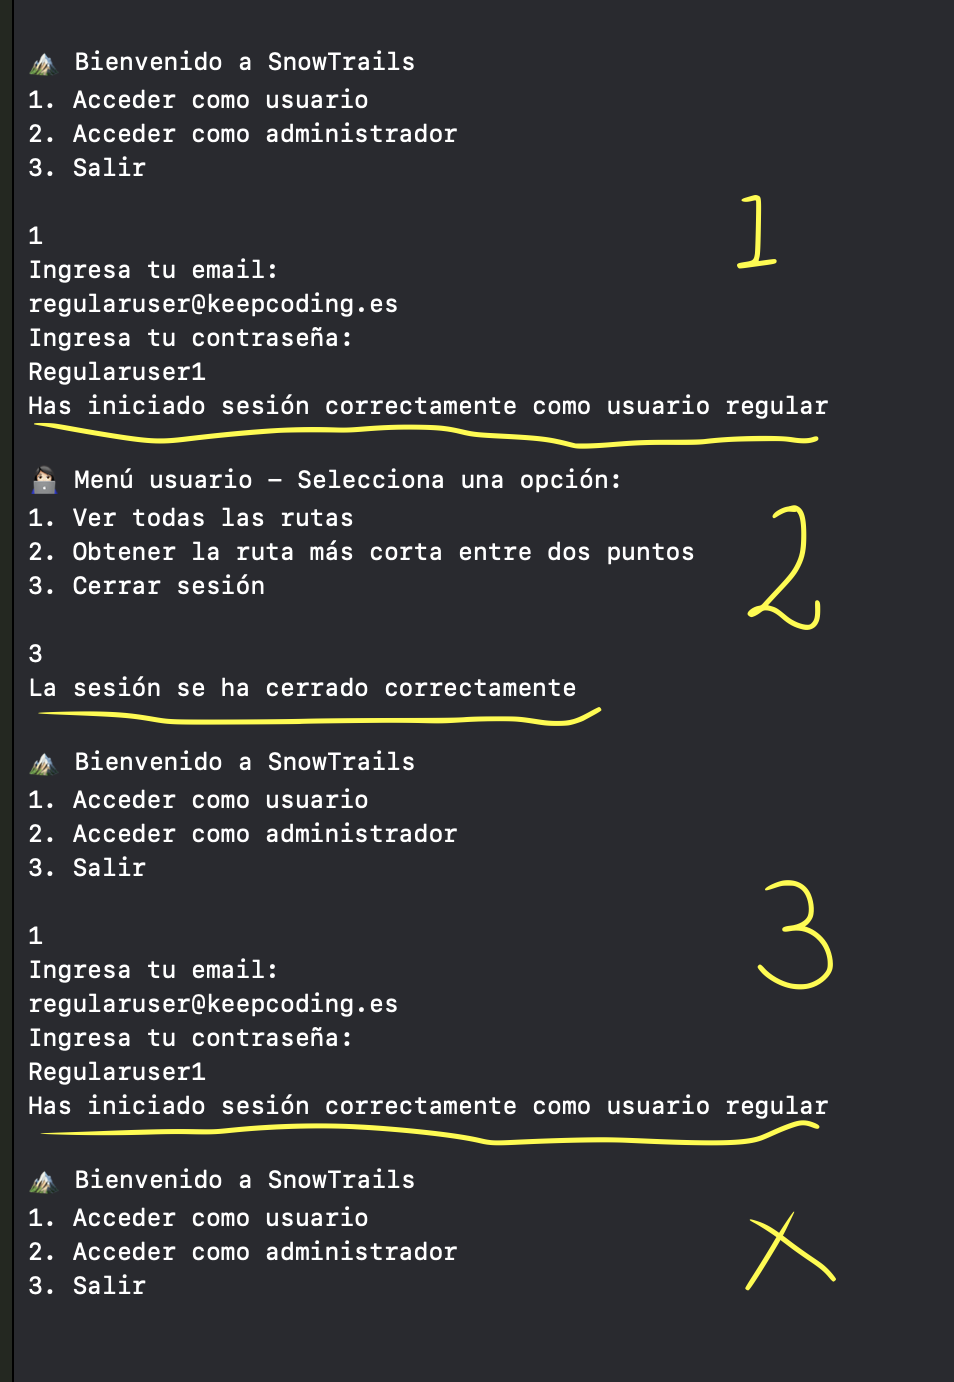 Bienvenido a SnowTrails
1. Acceder como usuario
2. Acceder como administrador
3. Salir
1
1
Ingresa tu email:
regularuser@keepcoding.es
Ingresa tu contraseña:
Regularuser1
Has iniciado sesión correctamente como usuario regular
Menú usuario — Selecciona una opción:
1. Ver todas las rutas
2. Obtener la ruta más corta entre dos puntos
2
3. Cerrar sesión
3
La sesión se ha cerrado correctamente
Bienvenido a SnowTrails
1. Acceder como usuario
2. Acceder como administrador
3. Salir
3
1
Ingresa tu email:
regularuser@keepcoding.es
Ingresa tu contraseña:
Regularuser1
Has iniciado sesión correctamente como usuario regular
Bienvenido a SnowTrails
1. Acceder como usuario
2. Acceder como administrador
X
3. Salir